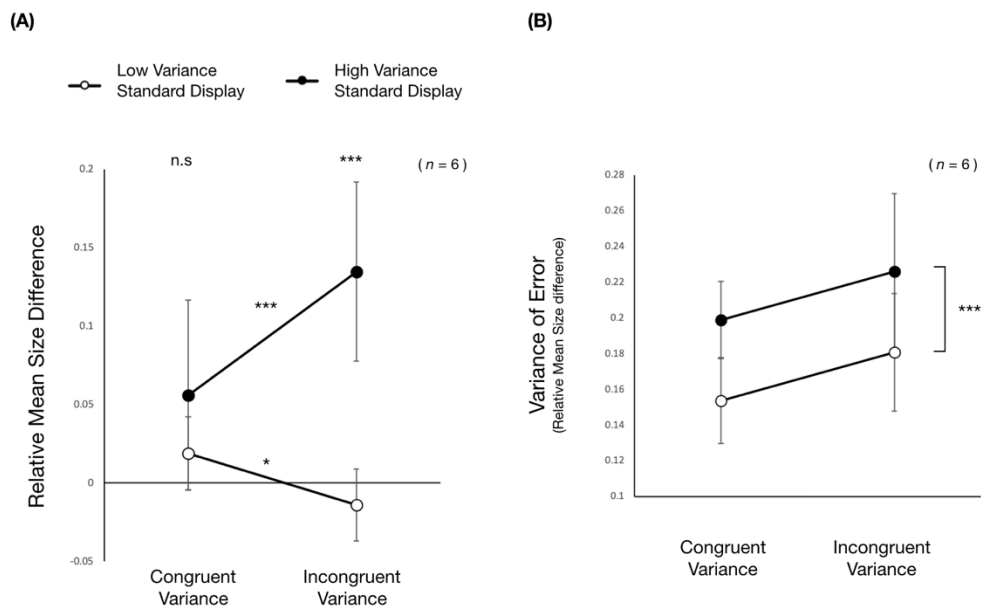 (A)
Low Variance
Standard Display
High Variance
Standard Display
n.s
***
( n = 6 )
0.2
0.15
0.1
0.05
0
-0.05
***
*
Relative Mean Size Difference
Congruent
Variance
Incongruent
Variance
(B)
( n = 6 )
0.28
0.26
0.24
0.22
0.2
0.18
0.16
0.14
0.12
0.1
***
Variance of Error
(Relative Mean Size difference)
Congruent
Variance
Incongruent
Variance